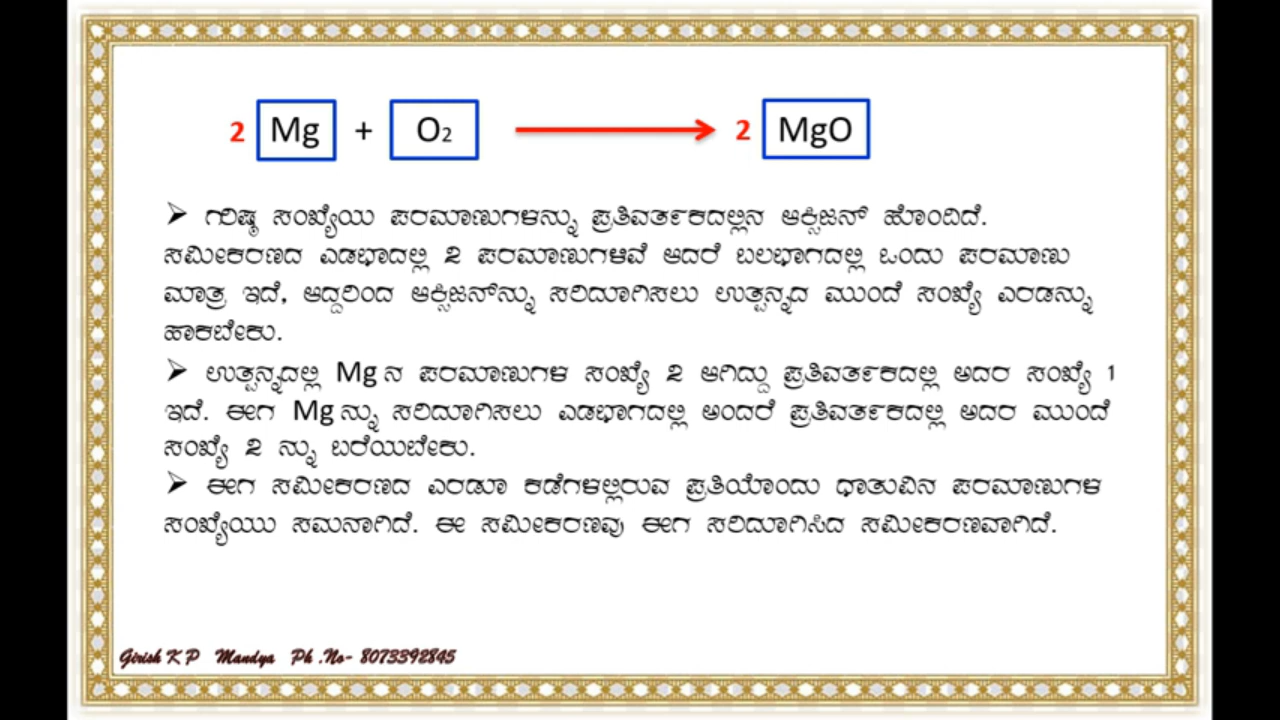 2 Mg + O2 → 2 MgO
➤ ಗರಿಷ್ಠ ಸಂಖ್ಯೆಯ ಪರಮಾಣುಗಳನ್ನು ಪ್ರತಿವರ್ತಕದಲ್ಲಿನ ಆಕ್ಸಿಜನ್ ಹೊಂದಿದೆ.
ಸಮೀಕರಣದ ಎಡಭಾದಲ್ಲಿ 2 ಪರಮಾಣುಗಳಿವೆ ಆದರೆ ಬಲಭಾಗದಲ್ಲಿ ಒಂದು ಪರಮಾಣು
ಮಾತ್ರ ಇದೆ, ಆದ್ದರಿಂದ ಆಕ್ಸಿಜನ್‌ನ್ನು ಸರಿದೂಗಿಸಲು ಉತ್ಪನ್ನದ ಮುಂದೆ ಸಂಖ್ಯೆ ಎರಡನ್ನು
ಹಾಕಬೇಕು.
➤ ಉತ್ಪನ್ನದಲ್ಲಿ Mg ನ ಪರಮಾಣುಗಳ ಸಂಖ್ಯೆ 2 ಆಗಿದ್ದು ಪ್ರತಿವರ್ತಕದಲ್ಲಿ ಅದರ ಸಂಖ್ಯೆ 1
ಇದೆ. ಈಗ Mg ನ್ನು ಸರಿದೂಗಿಸಲು ಎಡಭಾಗದಲ್ಲಿ ಅಂದರೆ ಪ್ರತಿವರ್ತಕದಲ್ಲಿ ಅದರ ಮುಂದೆ
ಸಂಖ್ಯೆ 2 ನ್ನು ಬರೆಯಬೇಕು.
➤ ಈಗ ಸಮೀಕರಣದ ಎರಡೂ ಕಡೆಗಳಲ್ಲಿರುವ ಪ್ರತಿಯೊಂದು ಧಾತುವಿನ ಪರಮಾಣುಗಳ
ಸಂಖ್ಯೆಯು ಸಮನಾಗಿದೆ. ಈ ಸಮೀಕರಣವು ಈಗ ಸರಿದೂಗಿಸಿದ ಸಮೀಕರಣವಾಗಿದೆ.
Girish K P Mandya Ph .No- 8073392845